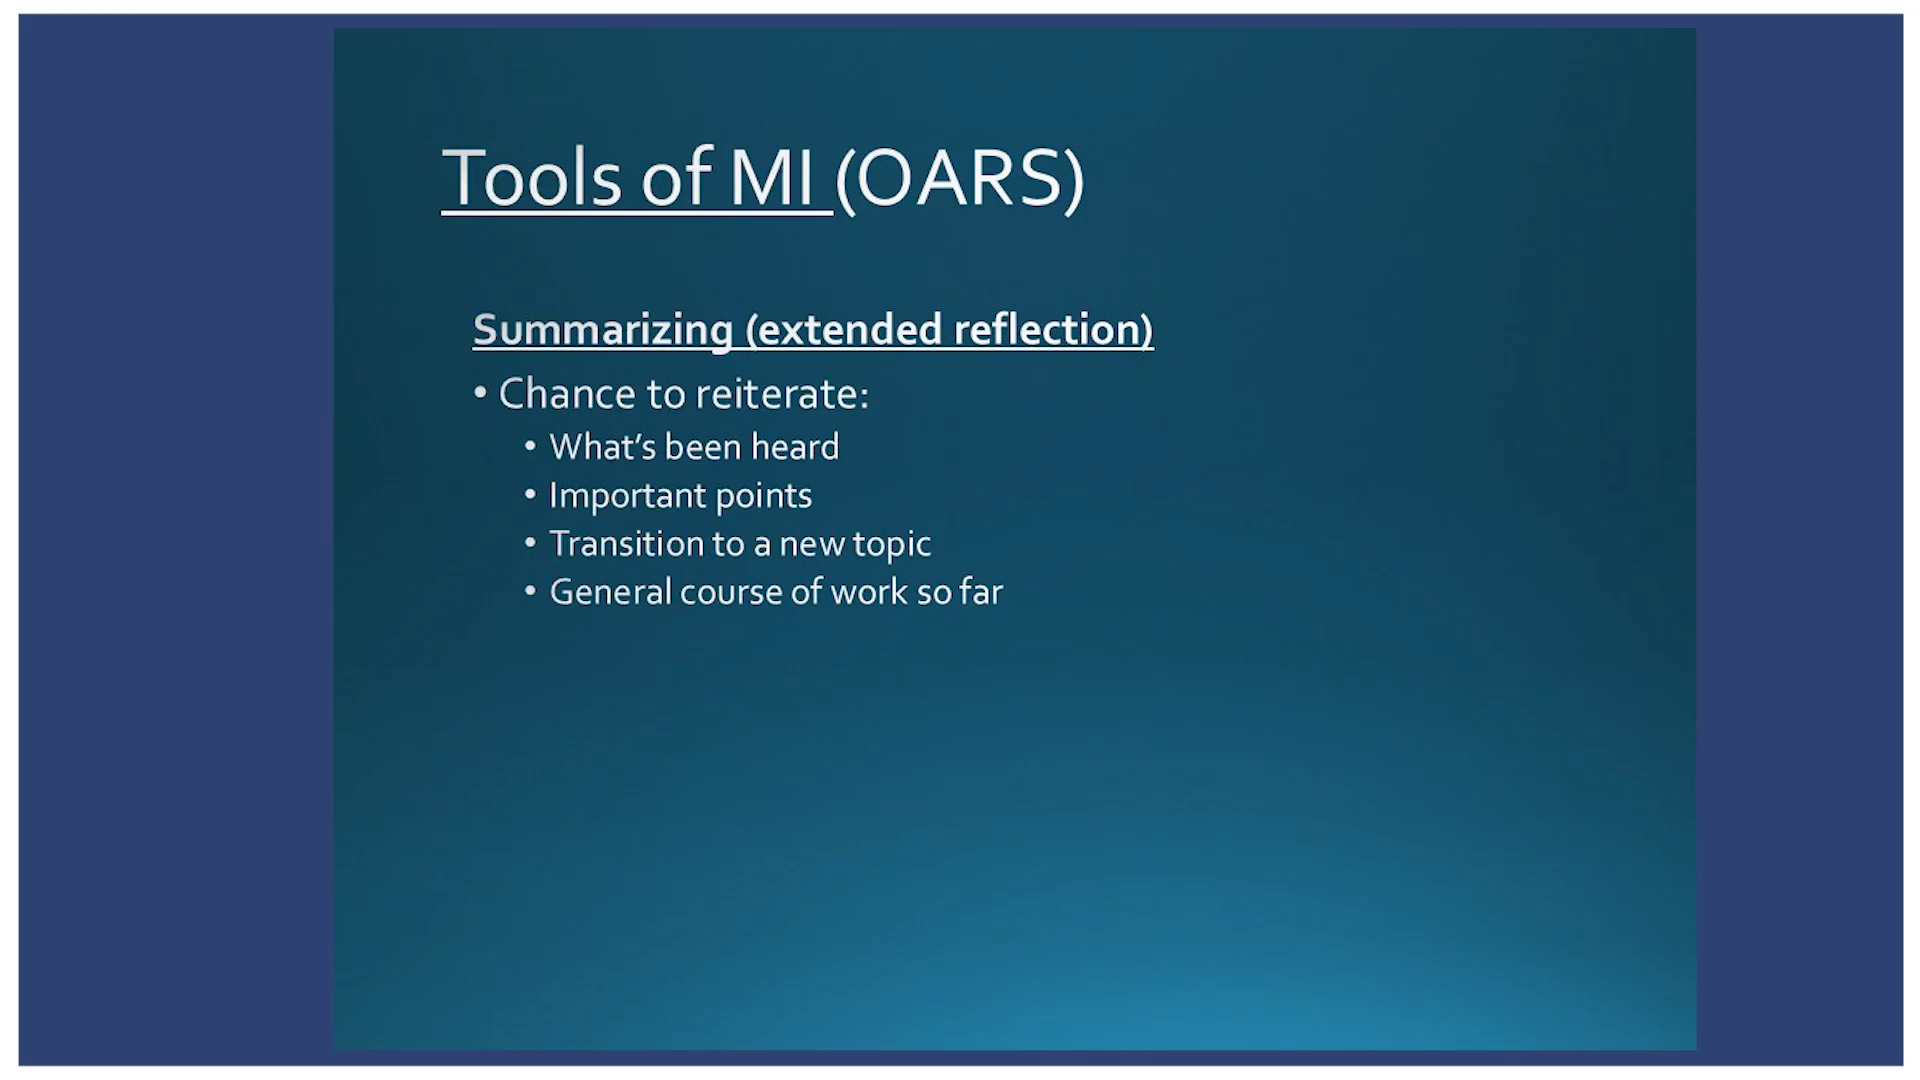 Tools of MI (OARS)
Summarizing (extended reflection)
• Chance to reiterate:
• What’s been heard
• Important points
• Transition to a new topic
• General course of work so far